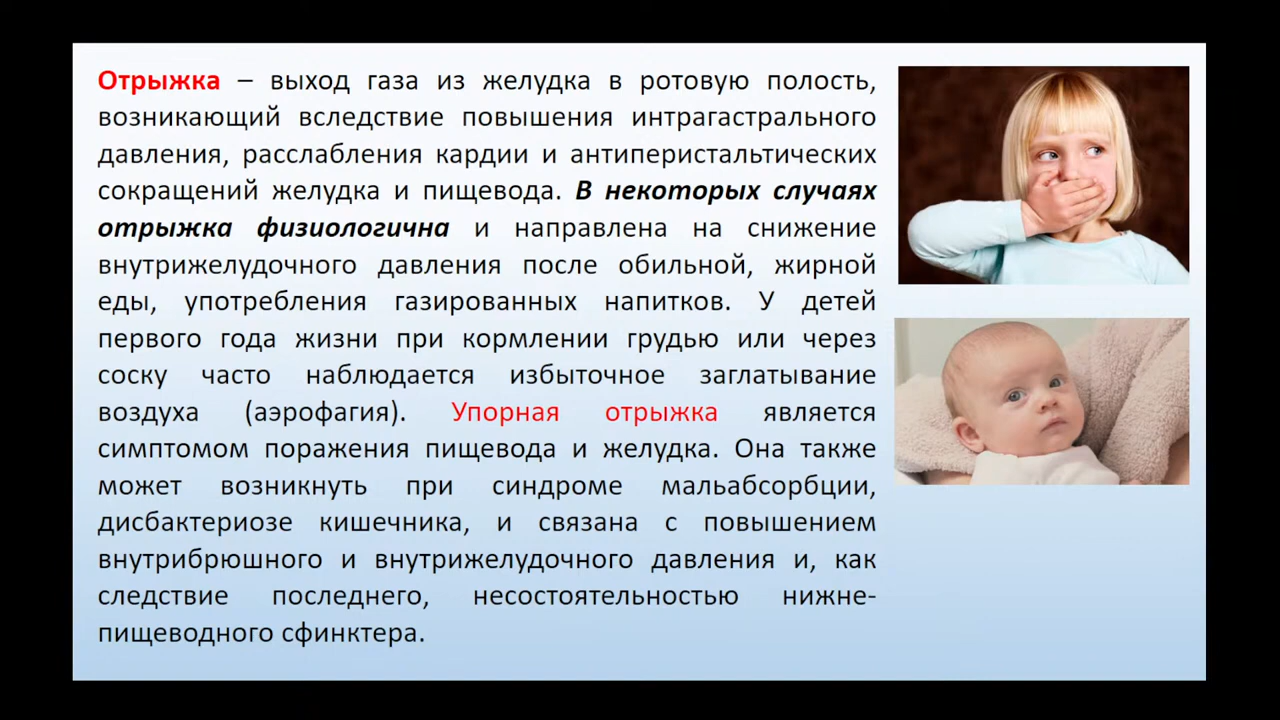 Отрыжка – выход газа из желудка в ротовую полость,
возникающий вследствие повышения интрагастрального
давления, расслабления кардии и антиперистальтических
сокращений желудка и пищевода. В некоторых случаях
отрыжка физиологична и направлена на снижение
внутрижелудочного давления после обильной, жирной
еды, употребления газированных напитков. У детей
первого года жизни при кормлении грудью или через
соску часто наблюдается избыточное заглатывание
воздуха (аэрофагия). Упорная отрыжка является
симптомом поражения пищевода и желудка. Она также
может возникнуть при синдроме мальабсорбции,
дисбактериозе кишечника, и связана с повышением
внутрибрюшного и внутрижелудочного давления и, как
следствие последнего, несостоятельностью нижне-
пищеводного сфинктера.